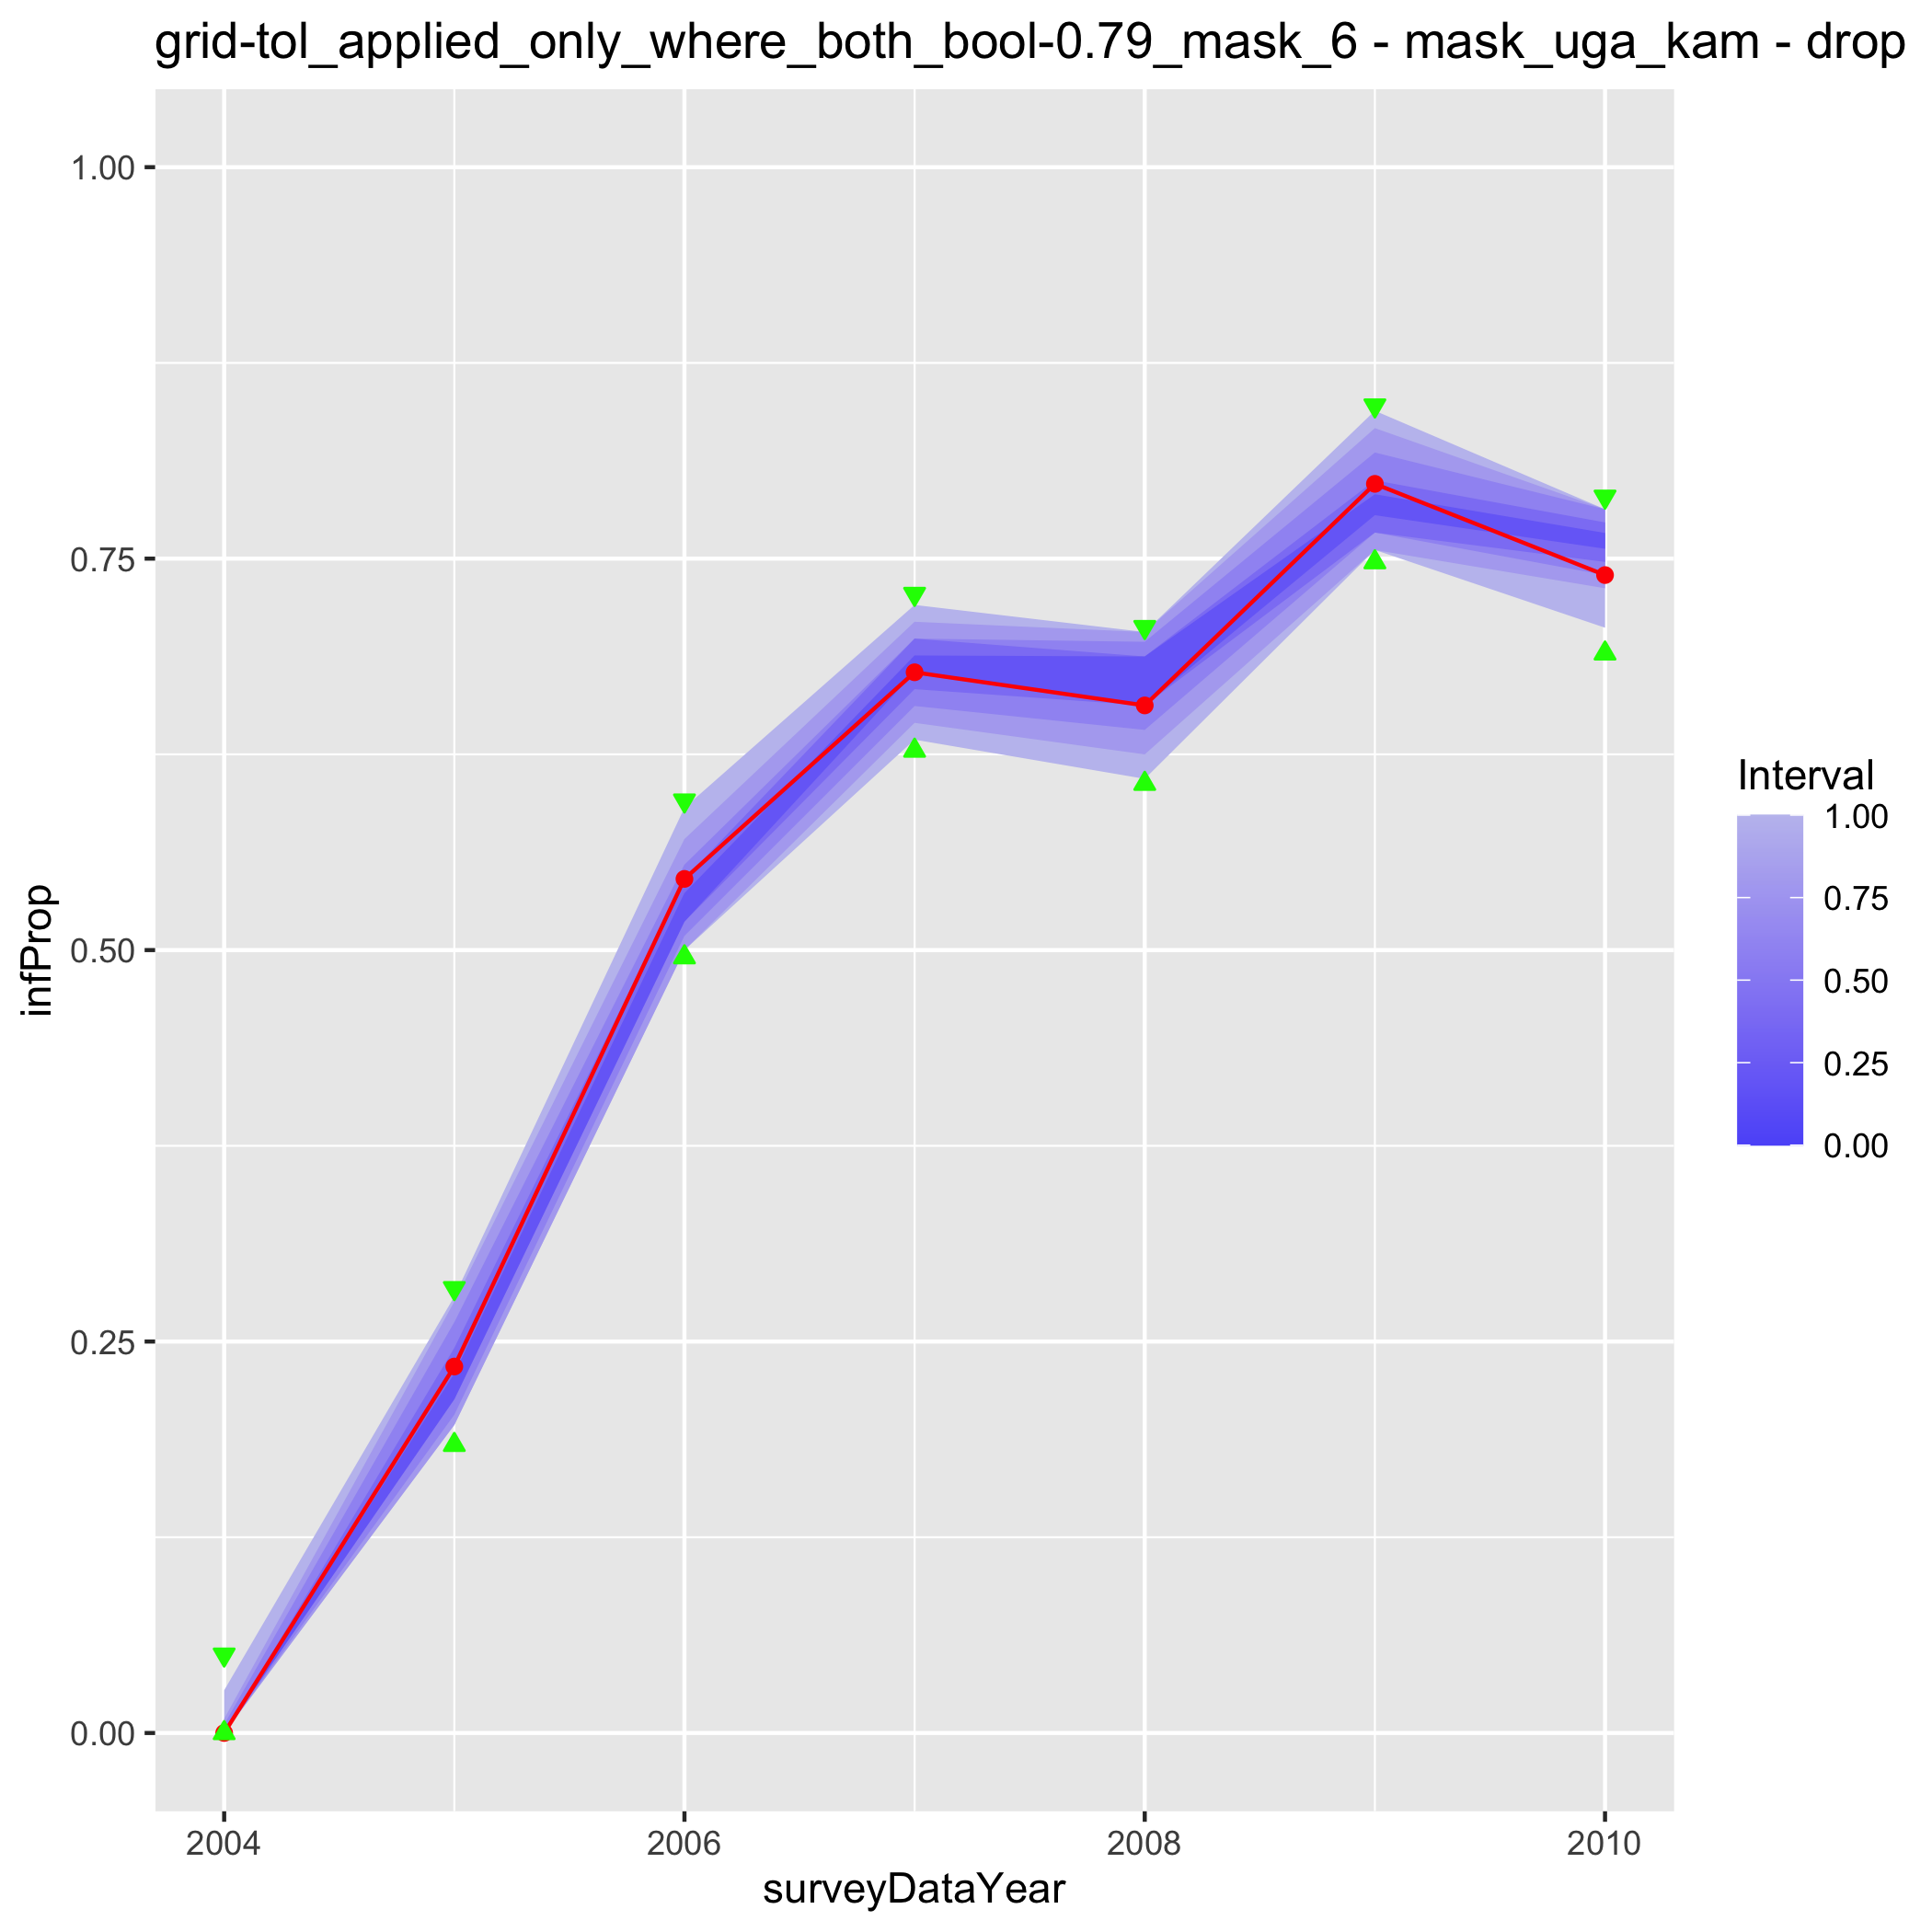 grid-tol_applied_only_where_both_bool-0.79_mask_6 - mask_uga_kam - drop
1.00
0.75
0.50
0.25
0.00
infProp
2004 2006 2008 2010
surveyDataYear
Interval
1.00
0.75
0.50
0.25
0.00